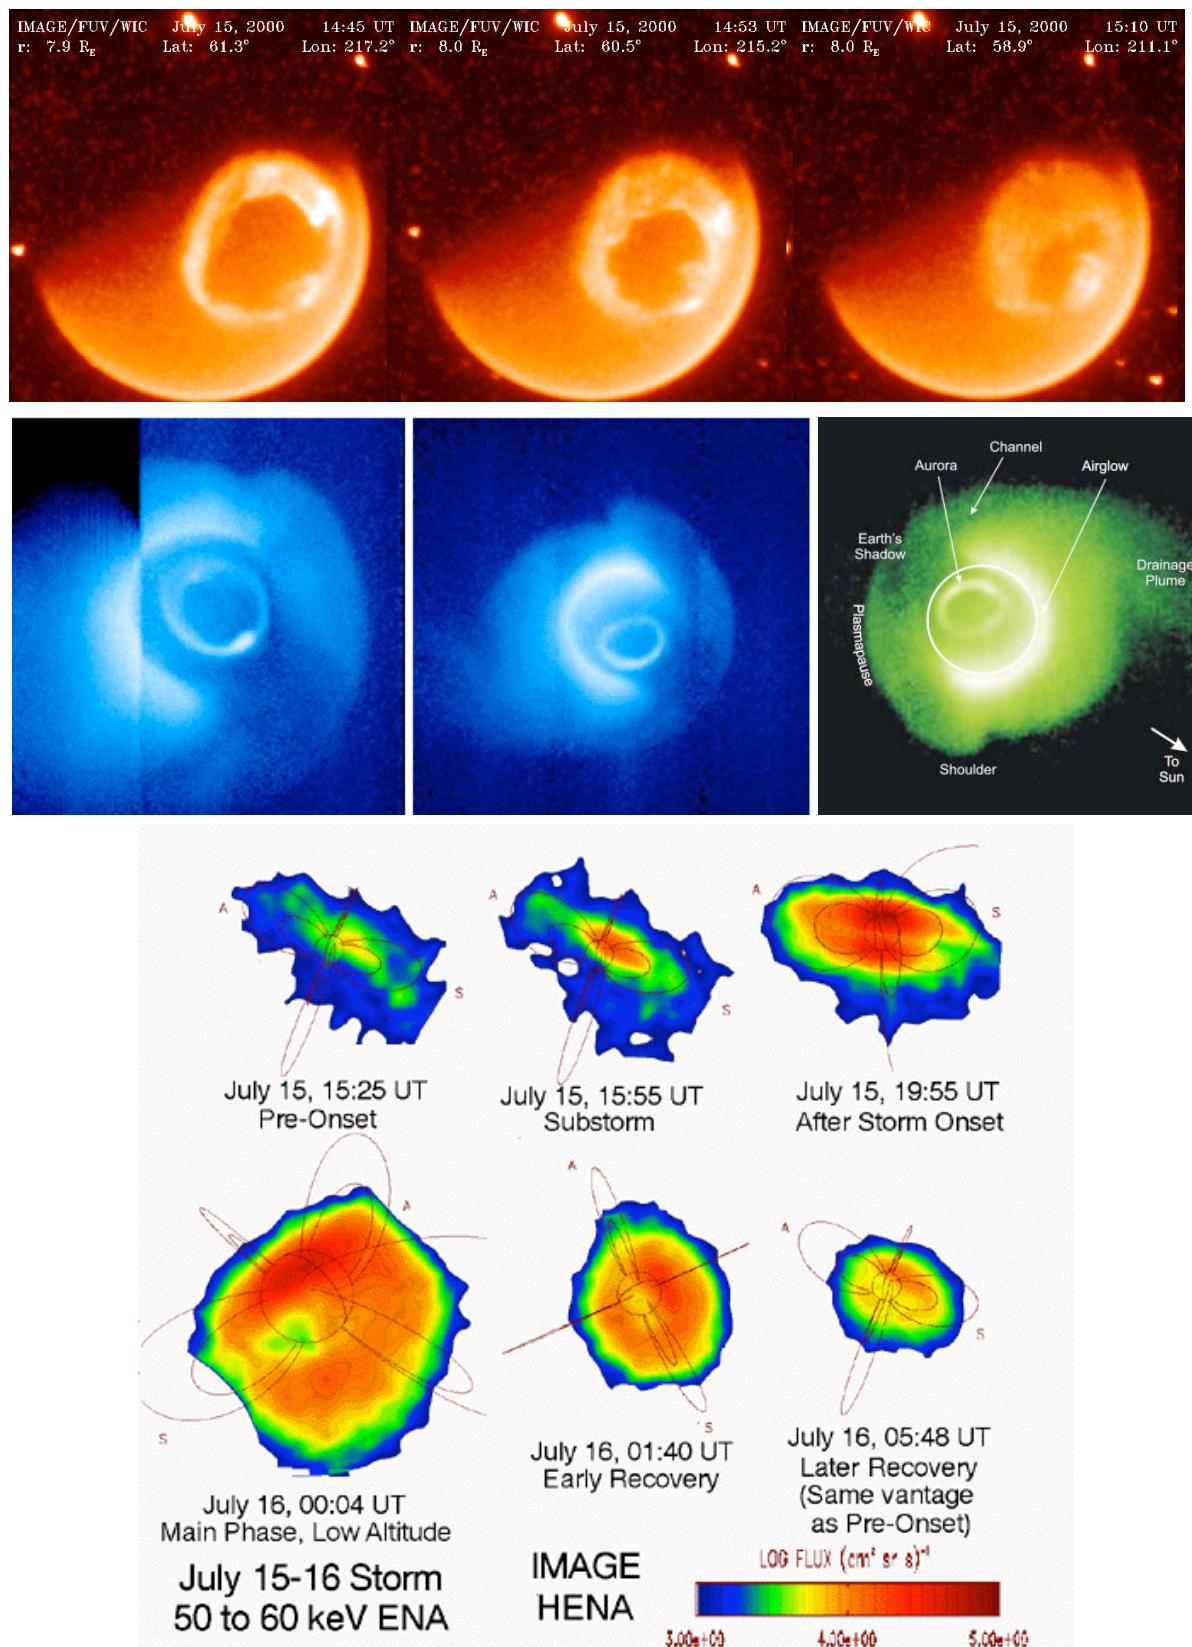 IMAGE/FUV/WIC July 15, 2000 14:45 UT
r: 7.9 RE Lat: 61.3° Lon: 217.2°
IMAGE/FUV/WIC July 15, 2000 14:53 UT
r: 8.0 RE Lat: 60.5° Lon: 215.2°
IMAGE/FUV/WIC July 15, 2000 15:10 UT
r: 8.0 RE Lat: 58.9° Lon: 211.1°
Channel
Aurora
Airglow
Earth's
Shadow
Drainage
Plume
Plasmapause
Shoulder
To
Sun
A
S
July 15, 15:25 UT
Pre-Onset
A
S
July 15, 15:55 UT
Substorm
A
S
July 15, 19:55 UT
After Storm Onset
A
S
July 16, 00:04 UT
Main Phase, Low Altitude
A
S
July 16, 01:40 UT
Early Recovery
A
S
July 16, 05:48 UT
Later Recovery
(Same vantage
as Pre-Onset)
July 15-16 Storm
50 to 60 keV ENA
IMAGE
HENA
LOG FLUX (cm² sr s)⁻¹
3.00e+00 4.00e+00 5.00e+00